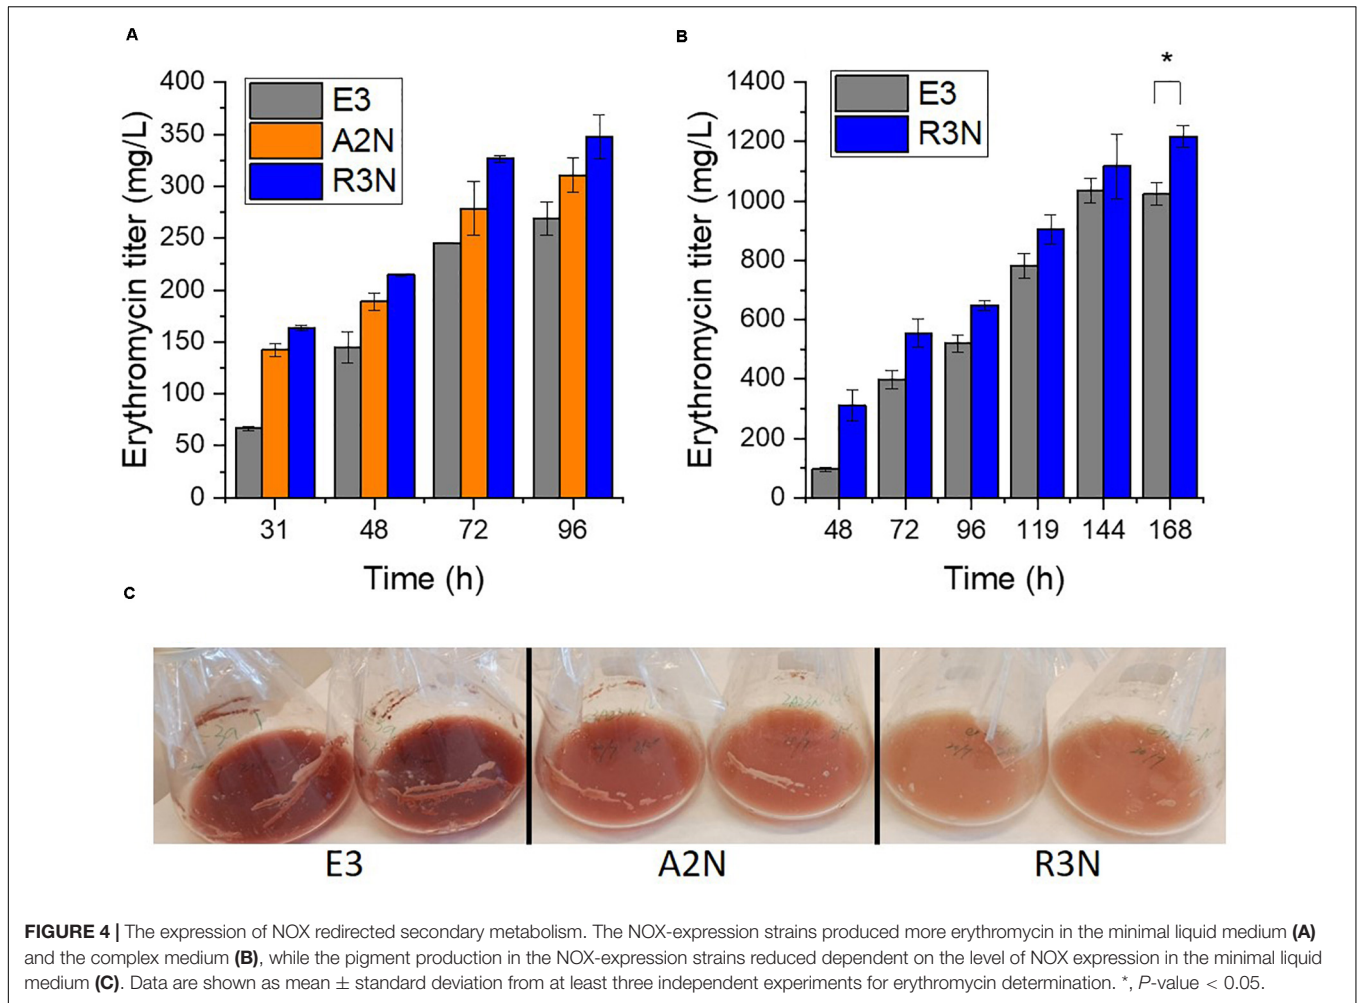 A
Erythromycin titer (mg/L)
400
350
300
250
200
150
100
50
0
E3
A2N
R3N
31 48 72 96
Time (h)
B
Erythromycin titer (mg/L)
1400
1200
1000
800
600
400
200
0
E3
R3N
*
48 72 96 119 144 168
Time (h)
C
E3 A2N R3N
FIGURE 4 | The expression of NOX redirected secondary metabolism. The NOX-expression strains produced more erythromycin in the minimal liquid medium (A)
and the complex medium (B), while the pigment production in the NOX-expression strains reduced dependent on the level of NOX expression in the minimal liquid
medium (C). Data are shown as mean ± standard deviation from at least three independent experiments for erythromycin determination. *, P-value < 0.05.